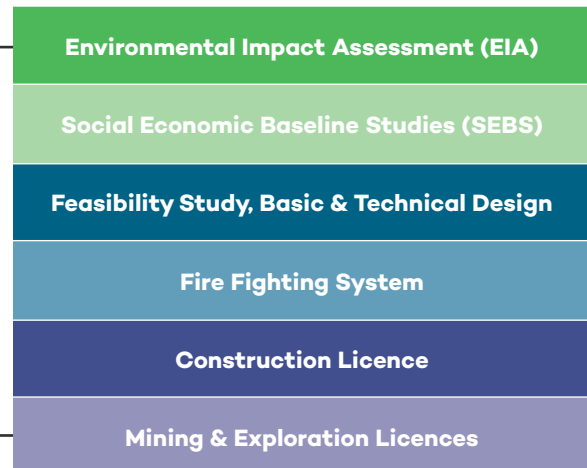 Environmental Impact Assessment (EIA)
Social Economic Baseline Studies (SEBS)
Feasibility Study, Basic & Technical Design
Fire Fighting System
Construction Licence
Mining & Exploration Licences